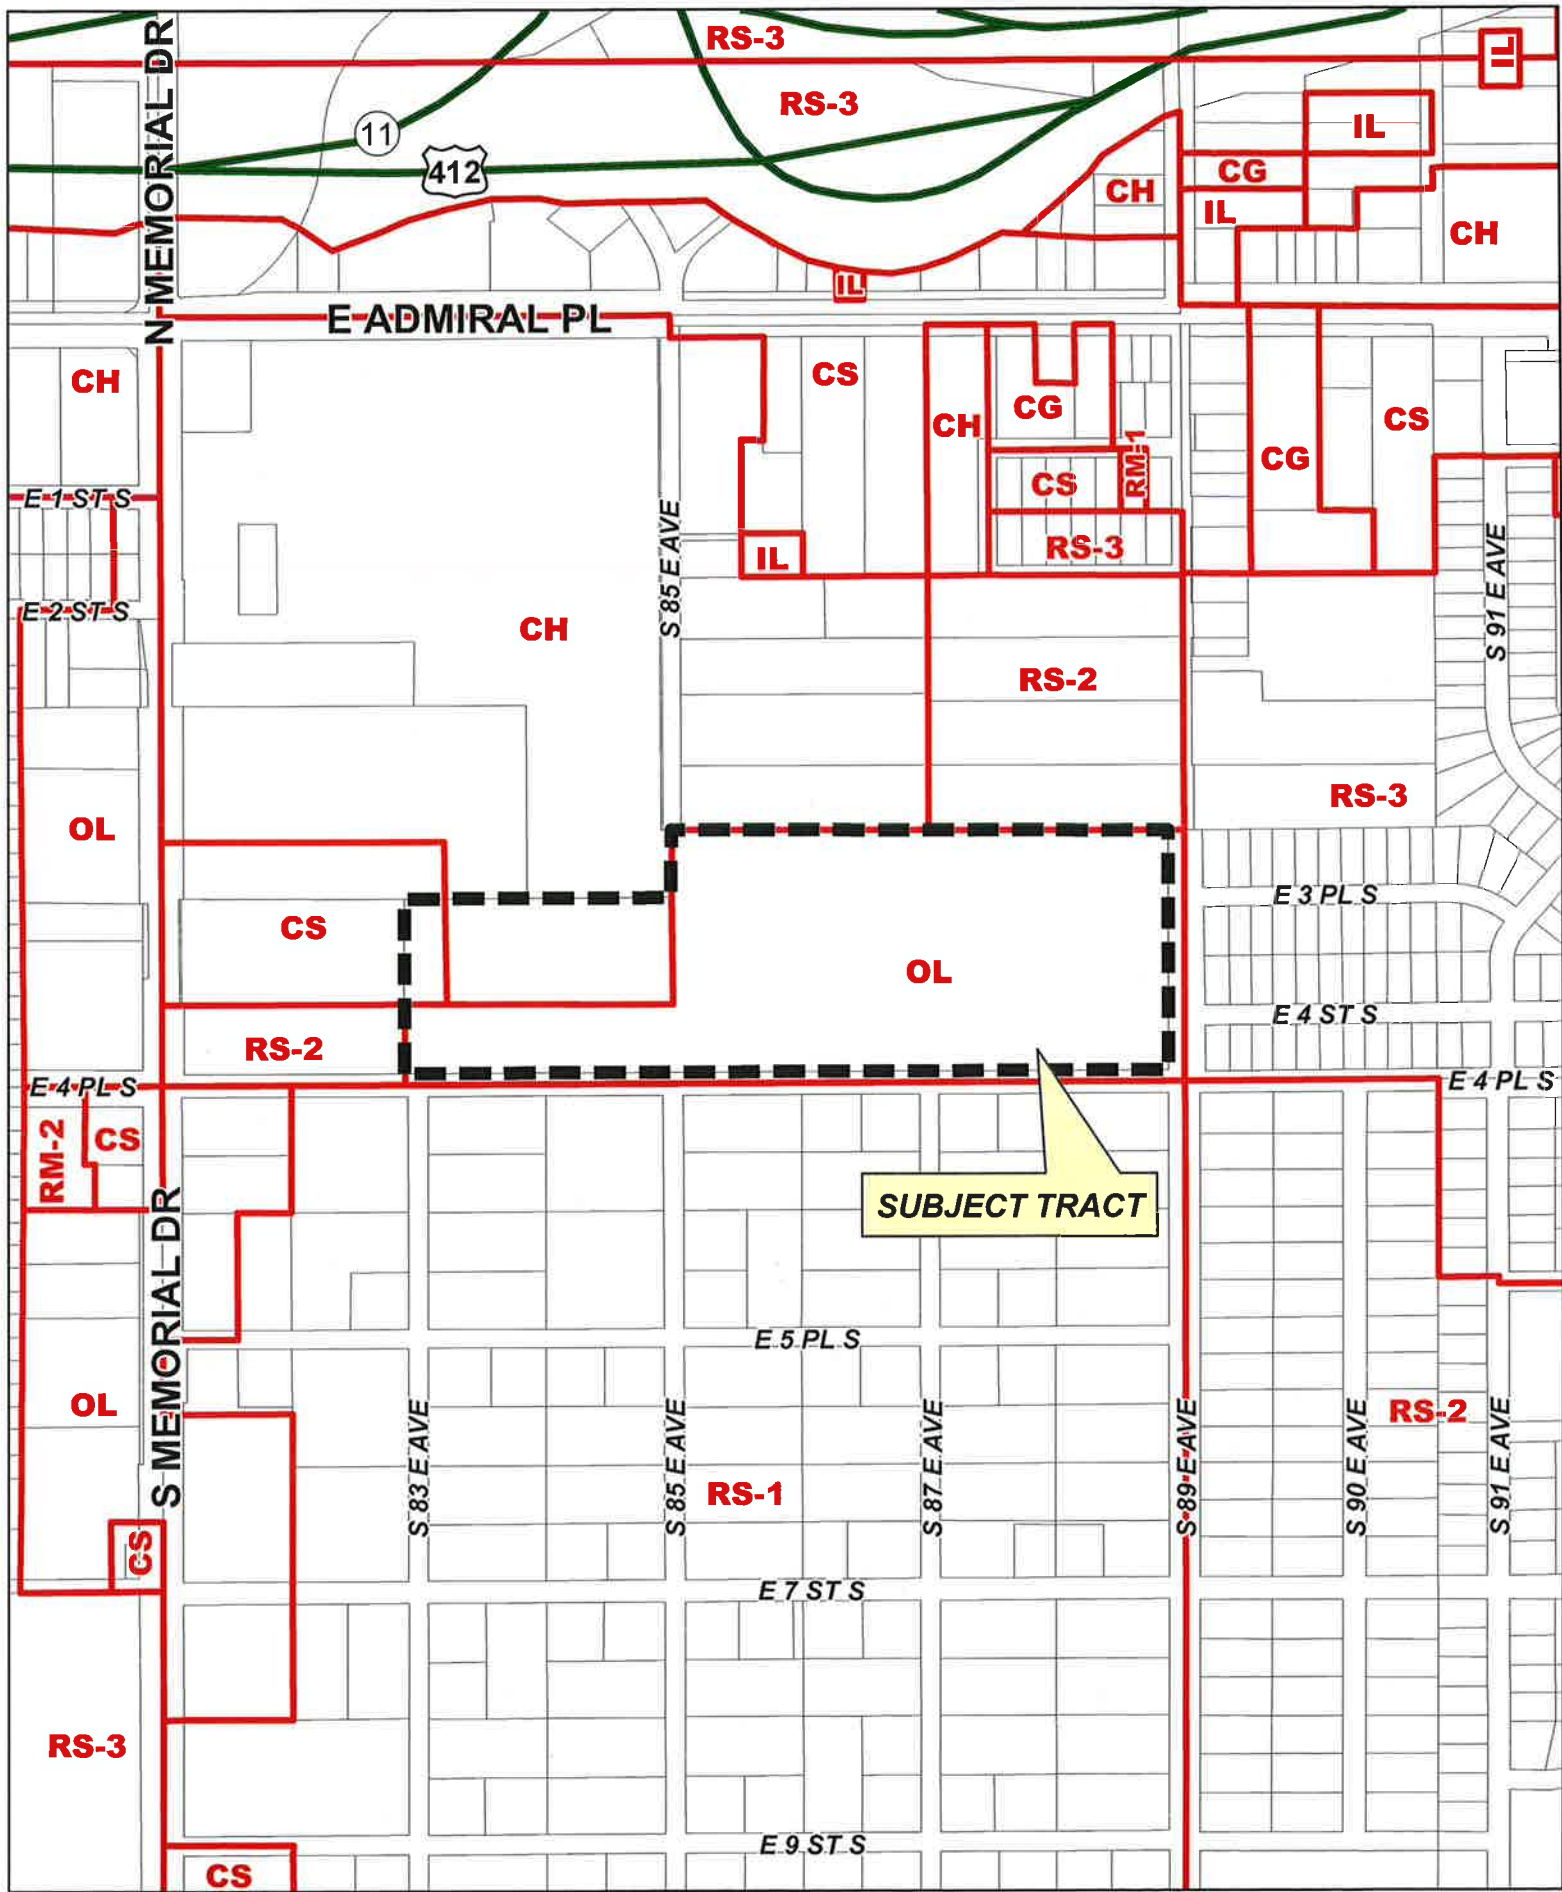 RS-3
IL
N MEMORIAL DR
RS-3
11
IL
412
CG
CH
IL
CH
IL
E ADMIRAL PL
CH
CS
CG
CH
CS
CG
RM-1
CS
E 1 ST S
S 85 E AVE
IL
RS-3
S 91 E AVE
E 2 ST S
CH
RS-2
RS-3
OL
E 3 PL S
CS
OL
E 4 ST S
RS-2
E 4 PL S
E 4 PL S
RM-2
CS
SUBJECT TRACT
S MEMORIAL DR
E 5 PL S
OL
RS-2
S 83 E AVE
S 85 E AVE
RS-1
S 87 E AVE
S 89 E AVE
S 90 E AVE
S 91 E AVE
CS
E 7 ST S
RS-3
E 9 ST S
CS